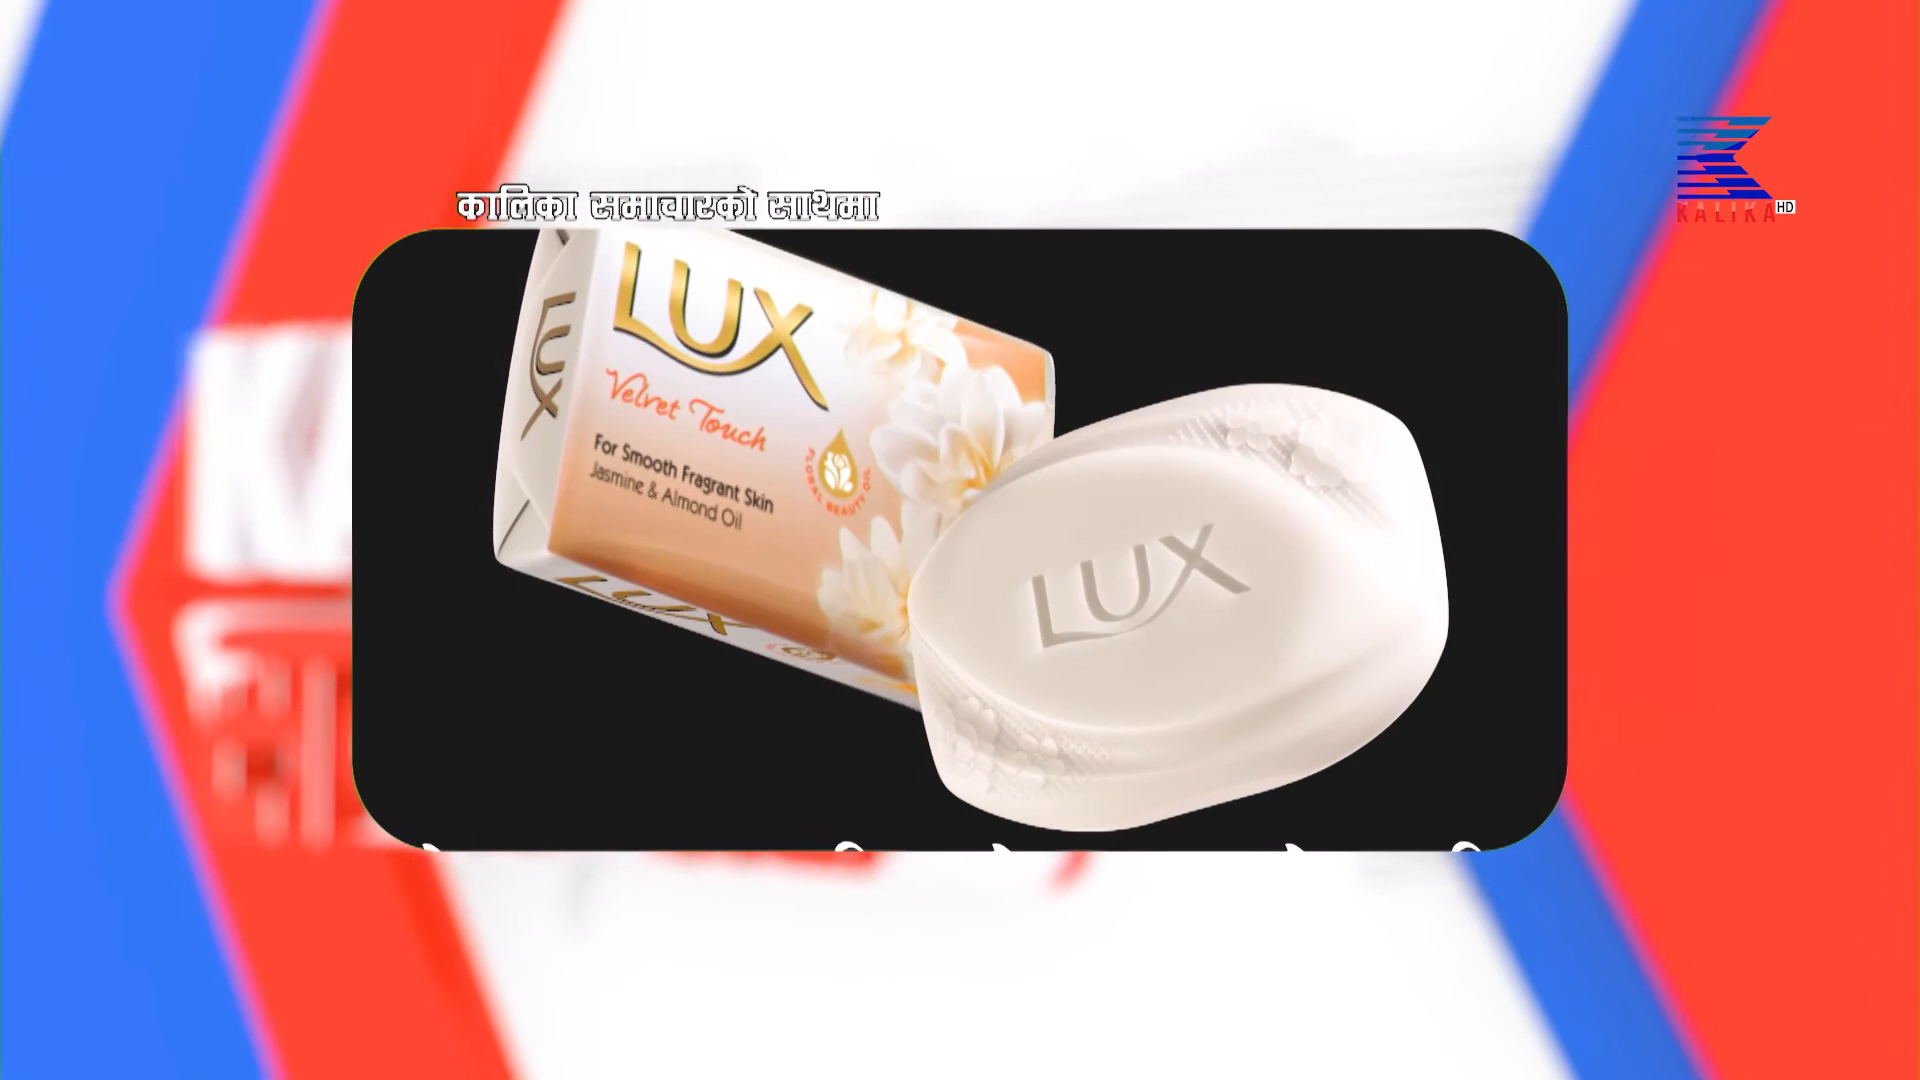 कालिका समाचारको साथमा
KALIKA HD
LUX
LUX
Velvet Touch
For Smooth Fragrant Skin
Jasmine & Almond Oil
FLORAL BEAUTY OIL
LUX
LUX